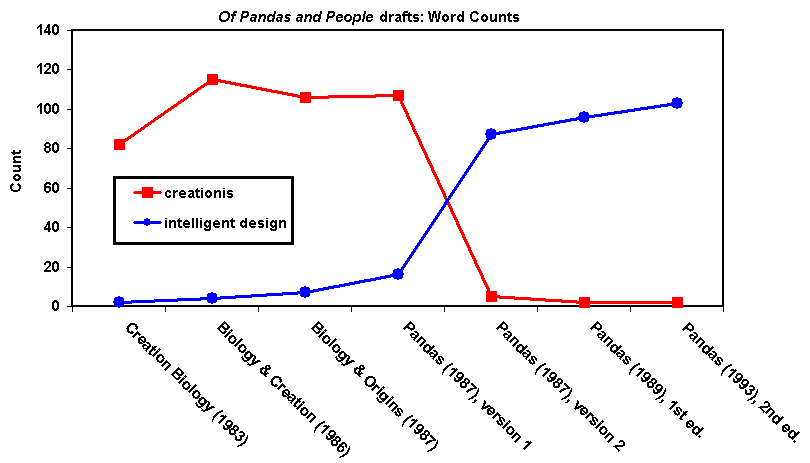 Of Pandas and People drafts: Word Counts
140
120
100
80
60
40
20
0
Count
creationis
intelligent design
Creation Biology (1983)
Biology & Creation (1986)
Biology & Origins (1987)
Pandas (1987), version 1
Pandas (1987), version 2
Pandas (1989), 1st ed.
Pandas (1993), 2nd ed.